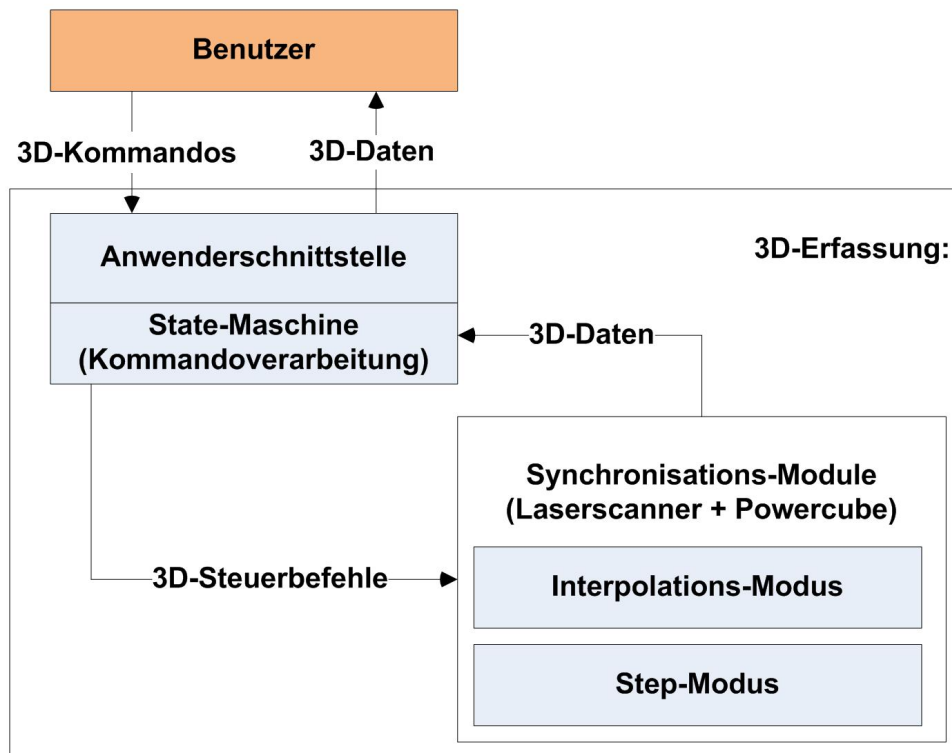 Benutzer
3D-Kommandos
3D-Daten
Anwenderschnittstelle
3D-Erfassung:
State-Maschine
(Kommandoverarbeitung)
3D-Daten
Synchronisations-Module
(Laserscanner + Powercube)
3D-Steuerbefehle
Interpolations-Modus
Step-Modus